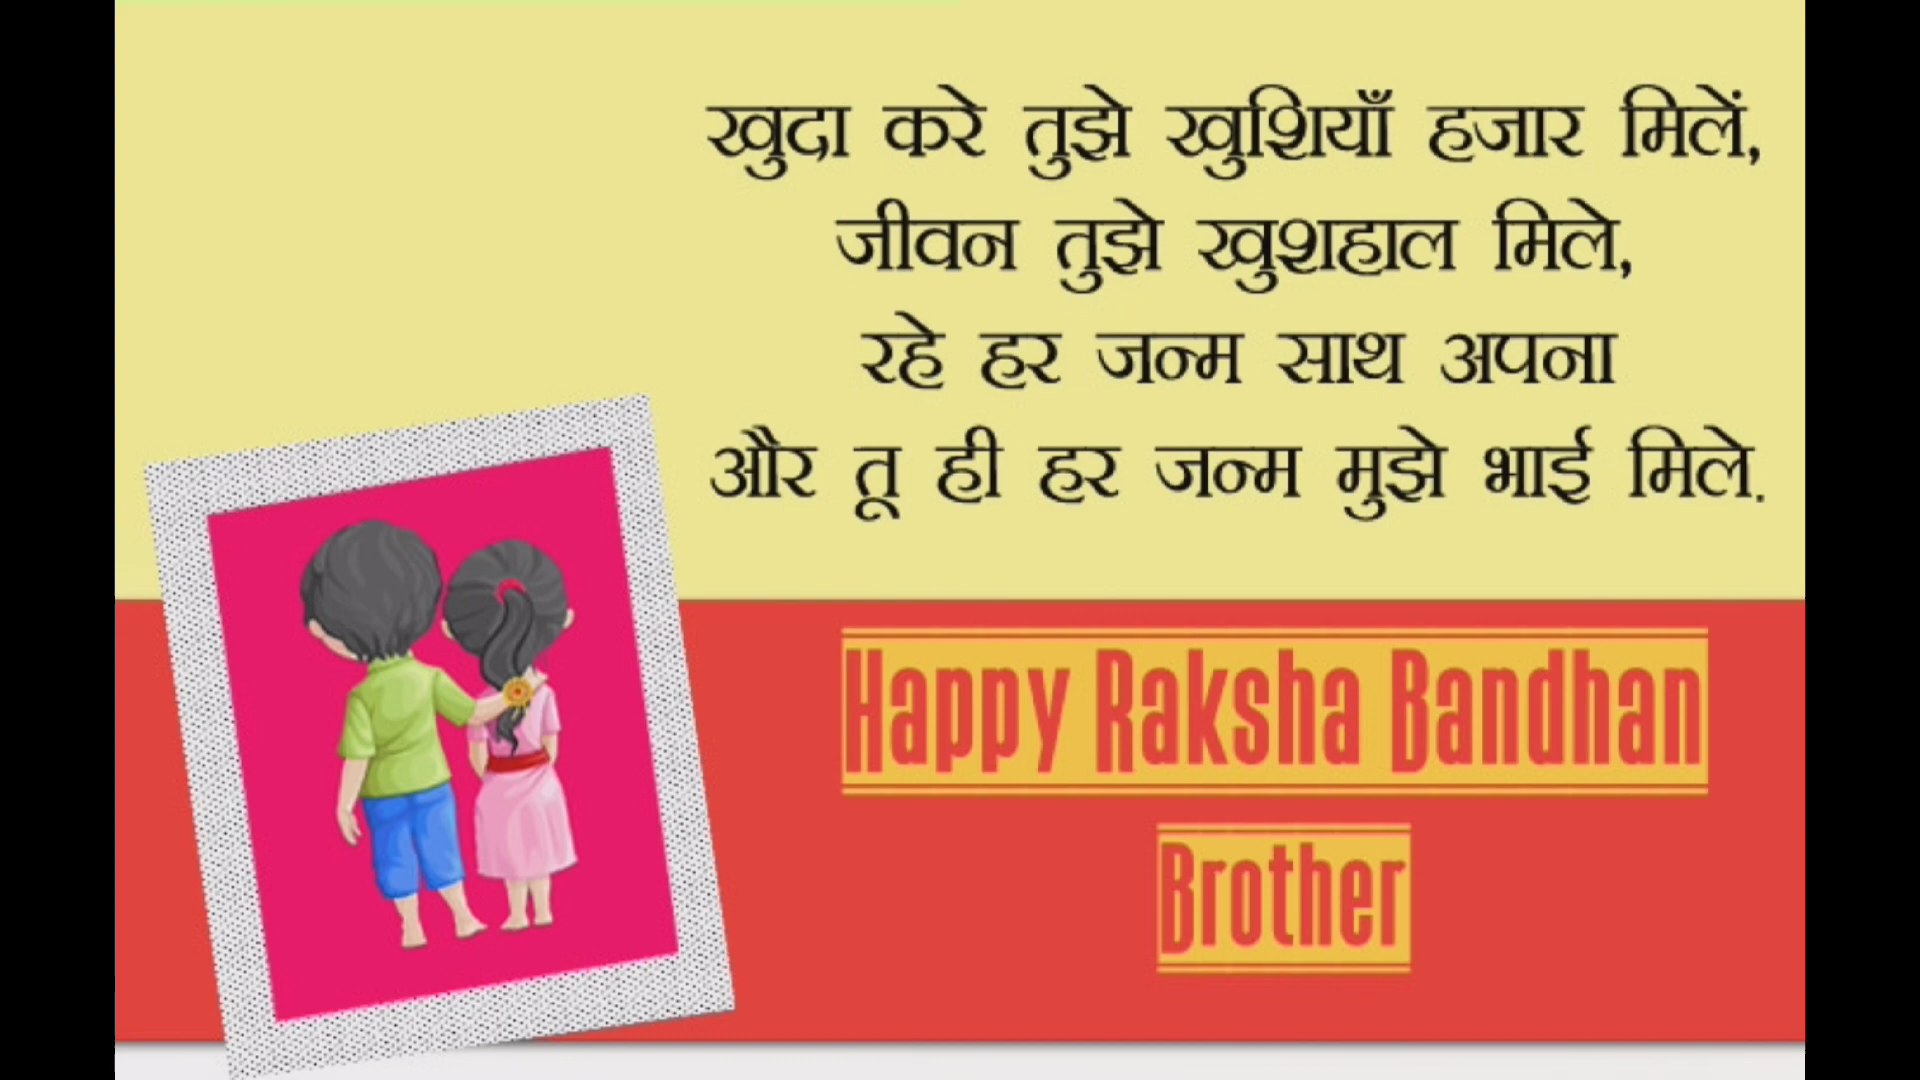 खुदा करे तुझे खुशियाँ हजार मिलें,
जीवन तुझे खुशहाल मिले,
रहे हर जन्म साथ अपना
और तू ही हर जन्म मुझे भाई मिले.
Happy Raksha Bandhan
Brother